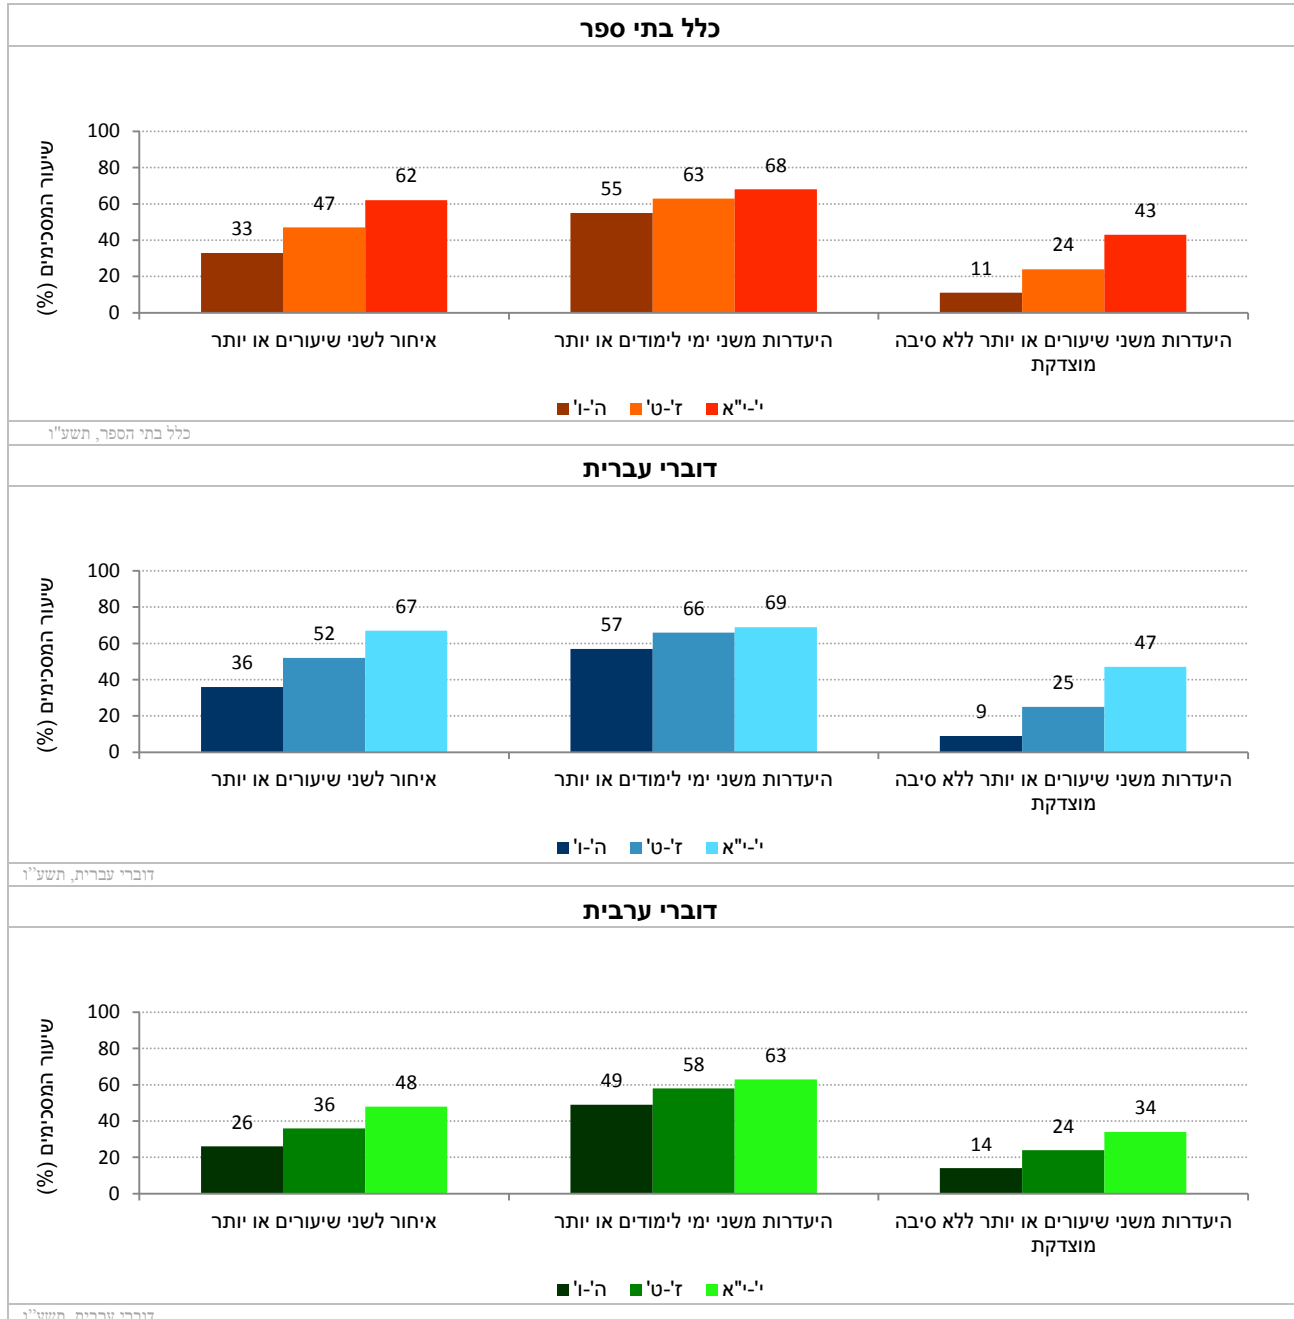 כלל בתי ספר
שיעור המסכימים (%)
100
80
60
40
20
0
33
47
62
55
63
68
11
24
43
איחור לשני שיעורים או יותר
היעדרות משני ימי לימודים או יותר
היעדרות משני שיעורים או יותר ללא סיבה
מוצדקת
ה'-ו'
ז'-ט'
י'-י"א
כלל בתי הספר, תשע"ו
דוברי עברית
שיעור המסכימים (%)
100
80
60
40
20
0
36
52
67
57
66
69
9
25
47
איחור לשני שיעורים או יותר
היעדרות משני ימי לימודים או יותר
היעדרות משני שיעורים או יותר ללא סיבה
מוצדקת
ה'-ו'
ז'-ט'
י'-י"א
דוברי עברית, תשע''ו
דוברי ערבית
שיעור המסכימים (%)
100
80
60
40
20
0
26
36
48
49
58
63
14
24
34
איחור לשני שיעורים או יותר
היעדרות משני ימי לימודים או יותר
היעדרות משני שיעורים או יותר ללא סיבה
מוצדקת
ה'-ו'
ז'-ט'
י'-י"א
דוברי ערבית, תשע''ו